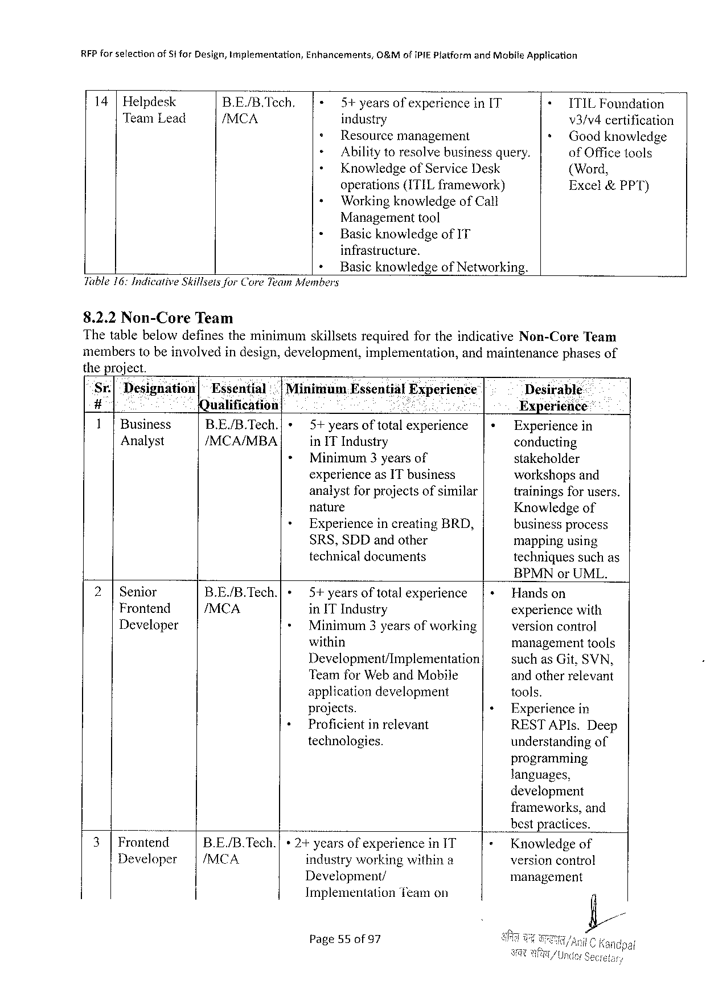 RFP for selection of SI for Design, Implementation, Enhancements, O&M of iPIE Platform and Mobile Application
14 Helpdesk B.E./B.Tech. • 5+ years of experience in IT • ITIL Foundation
Team Lead /MCA industry v3/v4 certification
• Resource management • Good knowledge
• Ability to resolve business query. of Office tools
• Knowledge of Service Desk (Word,
operations (ITIL framework) Excel & PPT)
• Working knowledge of Call
Management tool
• Basic knowledge of IT
infrastructure.
• Basic knowledge of Networking.
Table 16: Indicative Skillsets for Core Team Members
8.2.2 Non-Core Team
The table below defines the minimum skillsets required for the indicative Non-Core Team
members to be involved in design, development, implementation, and maintenance phases of
the project.
Sr. Designation Essential Minimum Essential Experience Desirable
# Qualification Experience
1 Business B.E./B.Tech. • 5+ years of total experience • Experience in
Analyst /MCA/MBA in IT Industry conducting
• Minimum 3 years of stakeholder
experience as IT business workshops and
analyst for projects of similar trainings for users.
nature Knowledge of
• Experience in creating BRD, business process
SRS, SDD and other mapping using
technical documents techniques such as
BPMN or UML.
2 Senior B.E./B.Tech. • 5+ years of total experience • Hands on
Frontend /MCA in IT Industry experience with
Developer • Minimum 3 years of working version control
within management tools
Development/Implementation such as Git, SVN,
Team for Web and Mobile and other relevant
application development tools.
projects. • Experience in
• Proficient in relevant REST APIs. Deep
technologies. understanding of
programming
languages,
development
frameworks, and
best practices.
3 Frontend B.E./B.Tech. • 2+ years of experience in IT • Knowledge of
Developer /MCA industry working within a version control
Development/ management
Implementation Team on
Page 55 of 97
अनिल चन्द्र काण्डपाल/Anil C Kandpal
अवर सचिव/Under Secretary